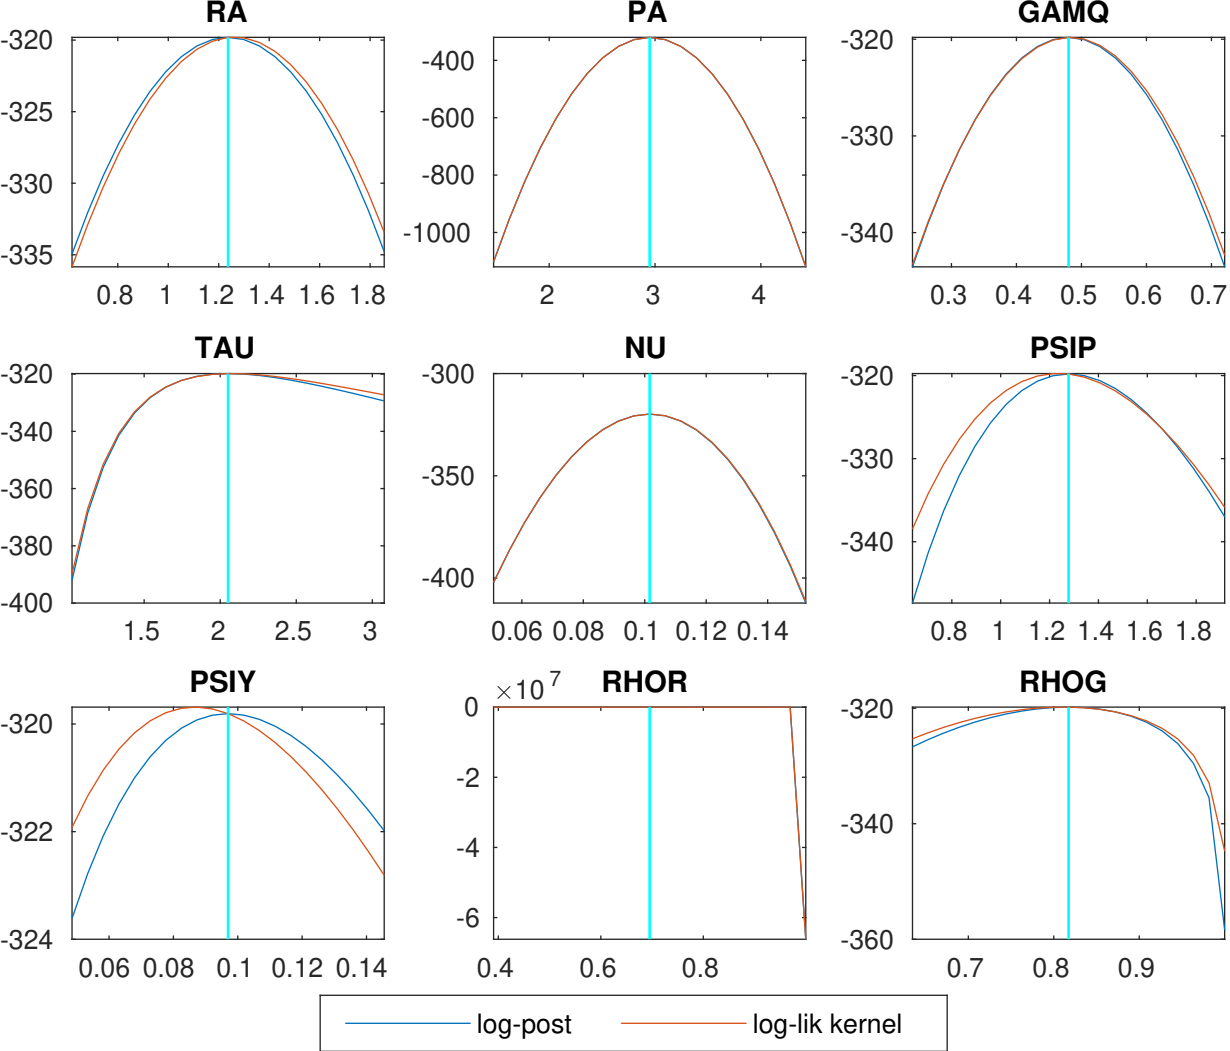 RA PA GAMQ
-320 -325 -330 -335
0.8 1 1.2 1.4 1.6 1.8
-400 -600 -800 -1000
2 3 4
-320 -330 -340
0.3 0.4 0.5 0.6 0.7
TAU NU PSIP
-320 -340 -360 -380 -400
1.5 2 2.5 3
-300 -350 -400
0.06 0.08 0.1 0.12 0.14
-320 -330 -340
0.8 1 1.2 1.4 1.6 1.8
PSIY RHOR RHOG
-320 -322 -324
0.06 0.08 0.1 0.12 0.14
×10 7
0 -2 -4 -6
0.4 0.6 0.8
-320 -340 -360
0.7 0.8 0.9
log-post log-lik kernel